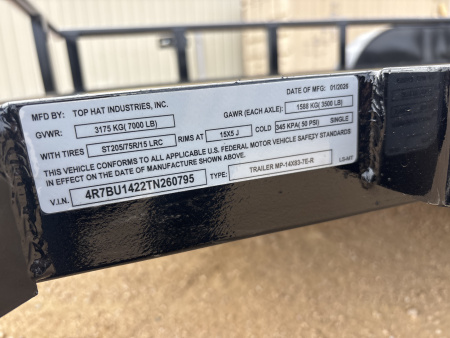 MFG BY: TOP HAT INDUSTRIES, INC. DATE OF MFG: 01/2026
GVWR: 3175 KG( 7000 LB) GAWR (EACH AXLE): 1588 KG( 3500 LB)
WITH TIRES ST205/75R/15 LRC RIMS AT 15X5 J COLD 345 KPA( 50 PSI) SINGLE
THIS VEHICLE CONFORMS TO ALL APPLICABLE U.S. FEDERAL MOTOR VEHICLE SAFETY STANDARDS
IN EFFECT ON THE DATE OF MANUFACTURE SHOWN ABOVE.
V.I.N. 4R7BU1422TN260795 TYPE: TRAILER MP-14X83-7E-R LS-MT